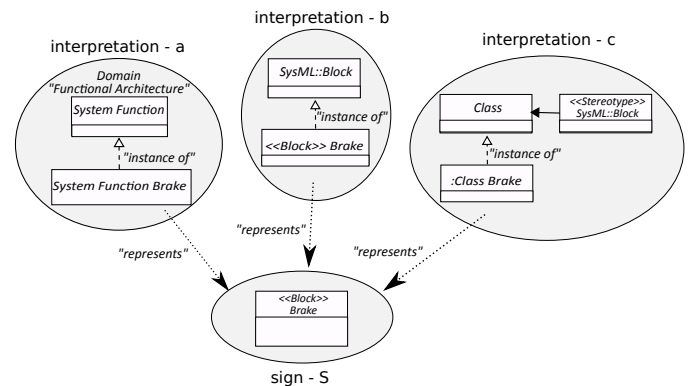 interpretation - a
Domain
"Functional Architecture"
System Function
"instance of"
System Function Brake
interpretation - b
SysML::Block
"instance of"
<<Block>> Brake
interpretation - c
Class
<<Stereotype>>
SysML::Block
"instance of"
:Class Brake
"represents"
"represents"
"represents"
<<Block>>
Brake
sign - S